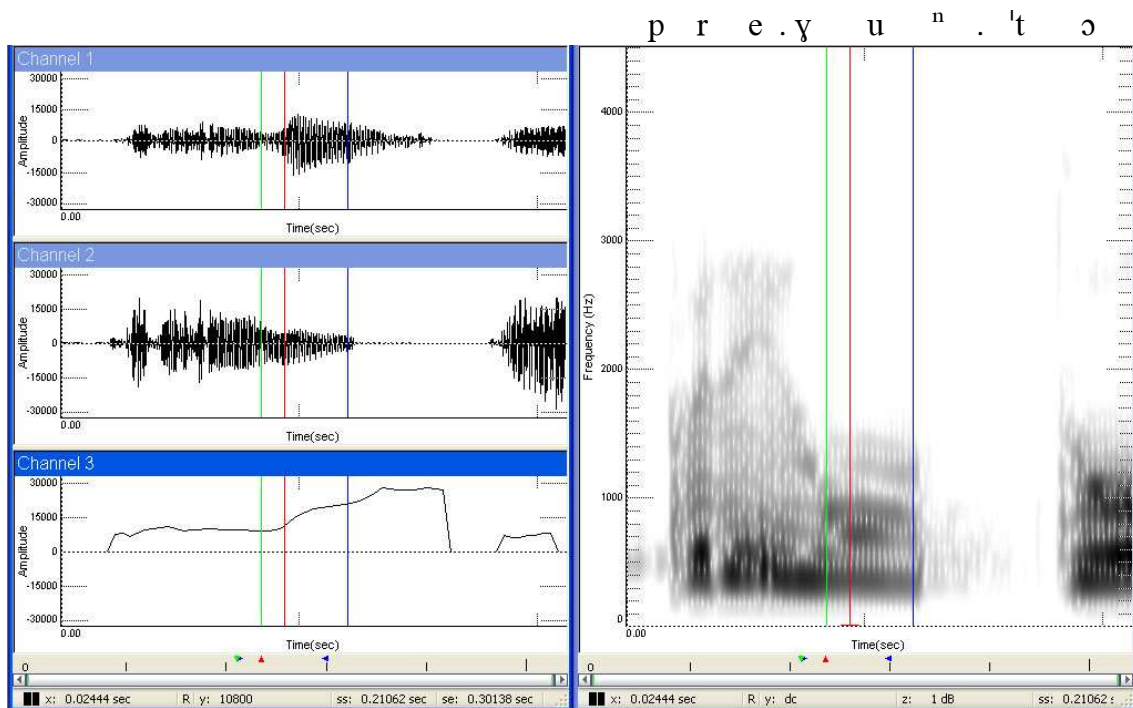 p r e . ɣ u ⁿ . ˈt ɔ
Channel 1
30000
15000
0
-15000
-30000
Amplitude
0.00
Time(sec)
Channel 2
30000
15000
0
-15000
-30000
Amplitude
0.00
Time(sec)
Channel 3
30000
15000
0
-15000
-30000
Amplitude
0.00
Time(sec)
0
x: 0.02444 sec R y: 10800 ss: 0.21062 sec se: 0.30138 sec
4000
3000
2000
1000
0
Frequency (Hz)
0.00
Time(sec)
0
x: 0.02444 sec R y: dc z: 1 dB ss: 0.21062